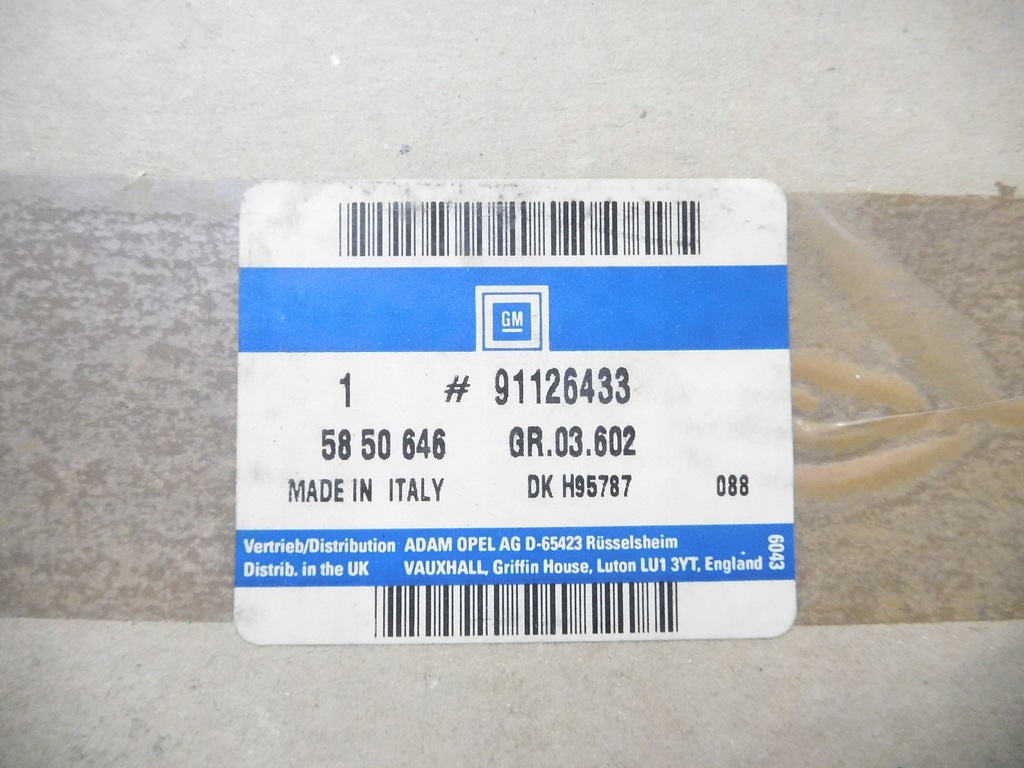 GM
1 # 91126433
58 50 646 GR.03.602
MADE IN ITALY DK H95787 088
Vertrieb/Distribution ADAM OPEL AG D-65423 Rüsselsheim
Distrib. in the UK VAUXHALL, Griffin House, Luton LU1 3YT, England
6043